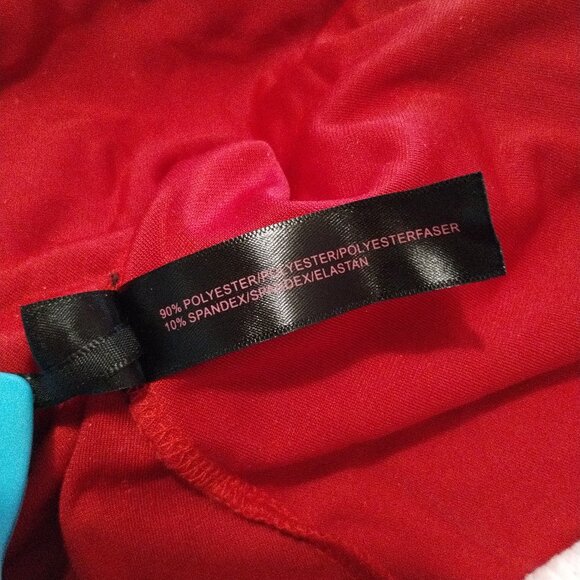 90% POLYESTER/POLYESTER/POLYESTERFASER
10% SPANDEX/SPANDEX/ELASTAN